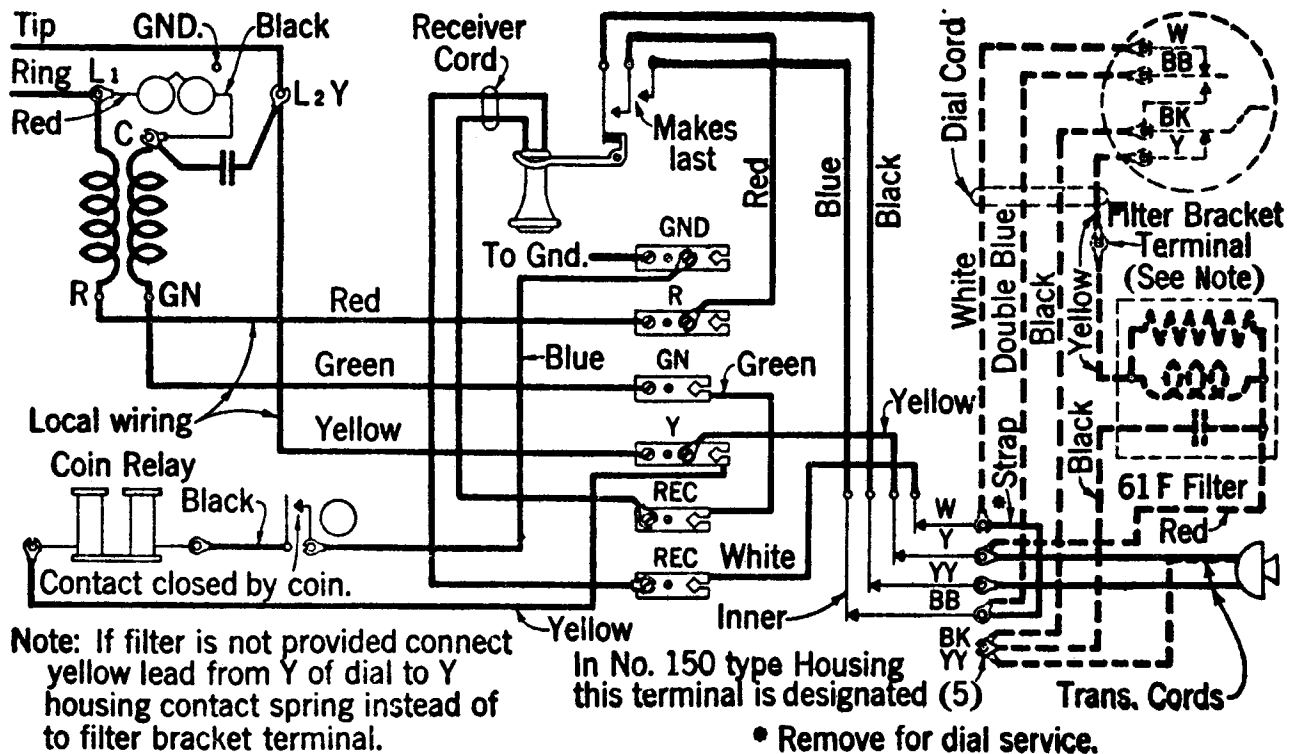 Tip
GND.
Black
Ring
L1
Red
L2Y
C
R
GN
Receiver
Cord
Makes
last
Red
Blue
Black
To Gnd.
GND
Red
R
Blue
Green
GN
Green
Local wiring
Yellow
Y
Yellow
Coin Relay
Black
REC
REC
White
Contact closed by coin.
Yellow
Inner
W
Y
YY
BB
BK
YY
Dial Cord
W
BB
BK
Y
White
Double Blue
Black
Yellow
Filter Bracket
Terminal
(See Note)
*Strap
Black
61F Filter
Red
Trans. Cords
Note: If filter is not provided connect
yellow lead from Y of dial to Y
housing contact spring instead of
to filter bracket terminal.
In No. 150 type Housing
this terminal is designated (5)
* Remove for dial service.